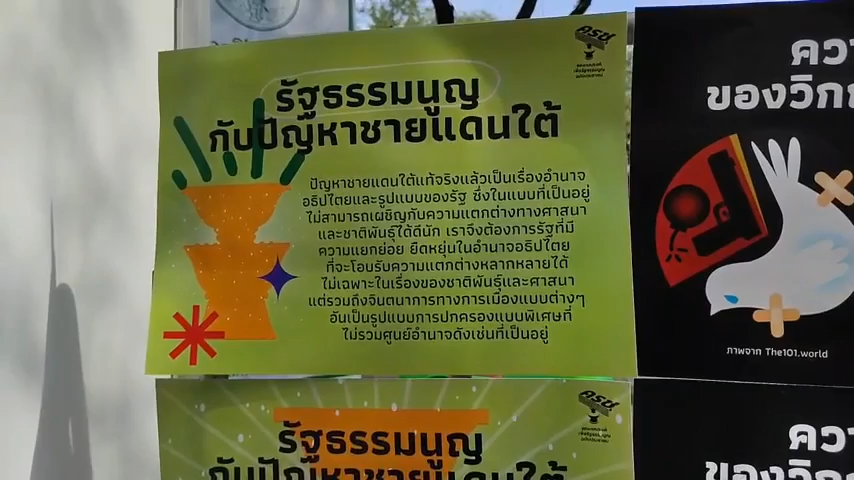 ครช
รัฐธรรมนูญ
กับปัญหาชายแดนใต้
ปัญหาชายแดนใต้แท้จริงแล้วเป็นเรื่องอำนาจ
อธิปไตยและรูปแบบของรัฐ ซึ่งในแบบที่เป็นอยู่
ไม่สามารถเผชิญกับความแตกต่างทางศาสนา
และชาติพันธุ์ได้ดีนัก เราจึงต้องการรัฐที่มี
ความแยกย่อย ยืดหยุ่นในอำนาจอธิปไตย
ที่จะโอบรับความแตกต่างหลากหลายได้
ไม่เฉพาะในเรื่องของชาติพันธุ์และศาสนา
แต่รวมถึงจินตนาการทางการเมืองแบบต่างๆ
อันเป็นรูปแบบการปกครองแบบพิเศษที่
ไม่รวมศูนย์อำนาจดังเช่นที่เป็นอยู่
ของวิก
ภาพจาก The101.world
ครช
รัฐธรรมนูญ
กับปัญหาชายแดนใต้